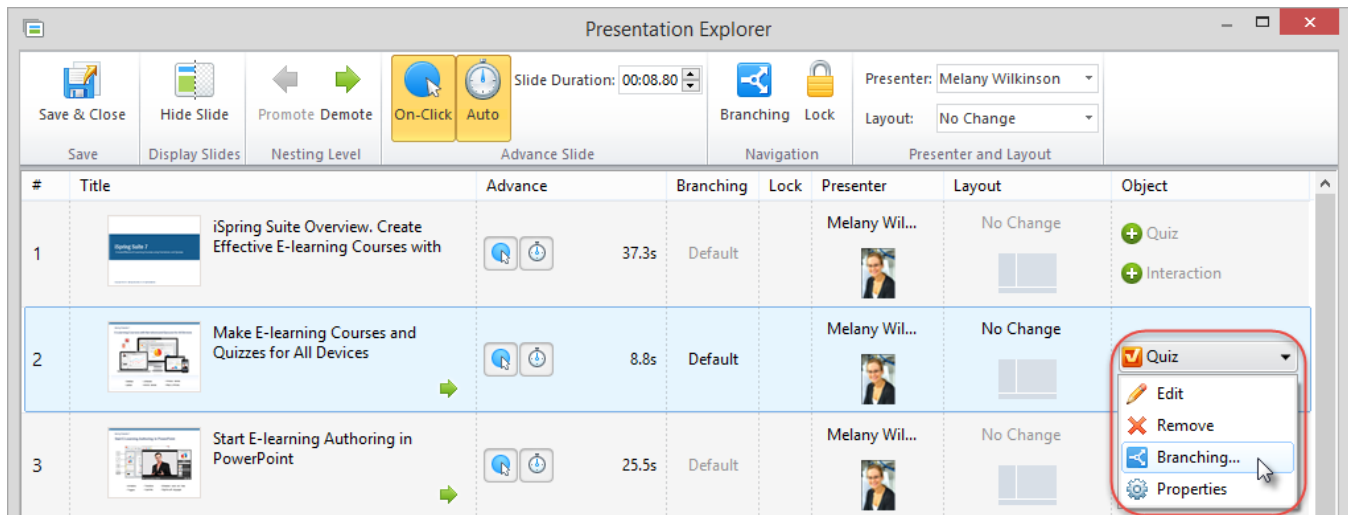 Presentation Explorer
Slide Duration: 00:08.80
Presenter: Melany Wilkinson
Save & Close Hide Slide Promote Demote On-Click Auto Branching Lock
Layout: No Change
Save Display Slides Nesting Level Advance Slide Navigation Presenter and Layout
# Title Advance Branching Lock Presenter Layout Object
iSpring Suite Overview. Create Melany Wil... No Change
Effective E-learning Courses with
Quiz
1 iSpring Suite 7 37.3s Default
Interaction
Make E-learning Courses and Melany Wil... No Change
Quizzes for All Devices
2 8.8s Default Quiz
Edit
Remove
Start E-learning Authoring in Melany Wil... No Change
PowerPoint
Branching...
3 25.5s Default
Properties